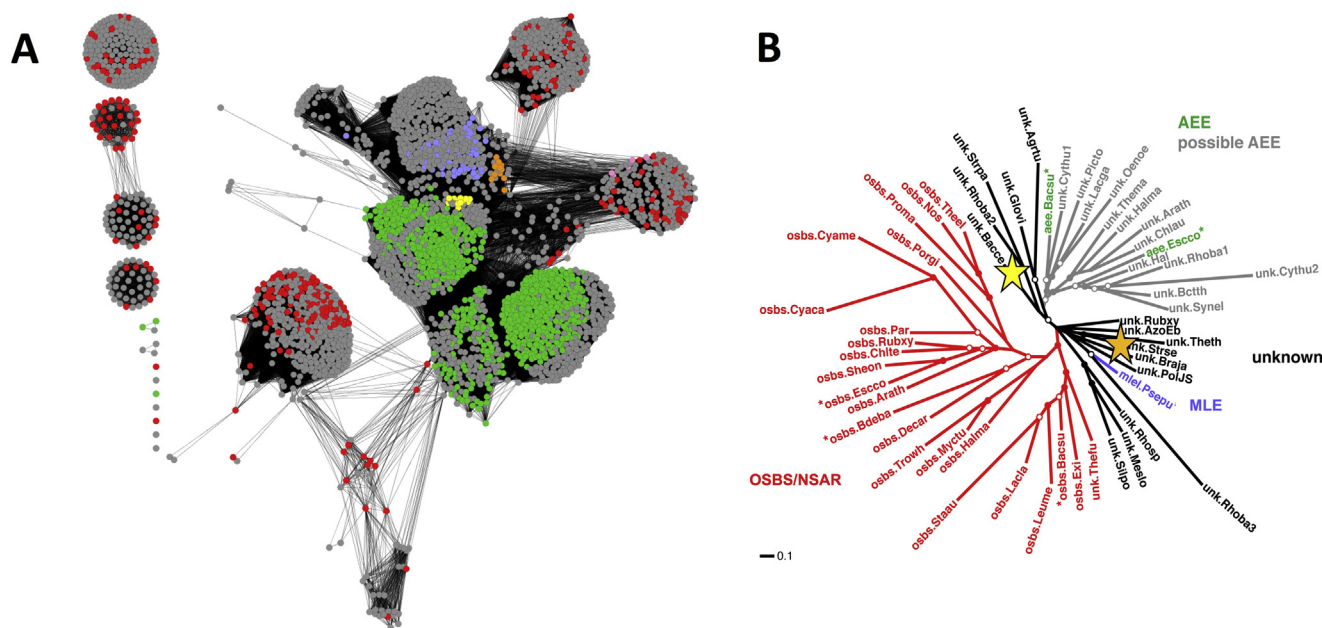 A
B
AEE
possible AEE
unk.Agrtu
unk.Strpa
unk.Glovi
unk.Rhoba2
unk.Bacce
aee.Bacsu*
unk.Cythu1
unk.Picto
unk.Lacga
unk.Oenoe
unk.Thema
unk.Halma
unk.Arath
unk.Chlau
aee.Escco*
unk.Hal
unk.Rhoba1
unk.Cythu2
unk.Bctth
unk.Synel
unk.Rubxy
unk.AzoEb
unk.Theth
unk.Strse
unk.Braja
unk.PolJS
unknown
mlei.Psepu
MLE
unk.Rhosp
unk.Meslo
unk.Silpo
unk.Rhoba3
osbs.Theel
osbs.Nos
osbs.Proma
osbs.Porgi
osbs.Cyame
osbs.Cyaca
osbs.Par
osbs.Rubxy
osbs.Chlte
osbs.Sheon
*osbs.Escco
osbs.Arath
*osbs.Bdeba
osbs.Decar
osbs.Trowh
osbs.Myctu
osbs.Halma
OSBS/NSAR
osbs.Staau
osbs.Lacla
osbs.Leume
*osbs.Bacsu
osbs.Exi
unk.Thefu
0.1